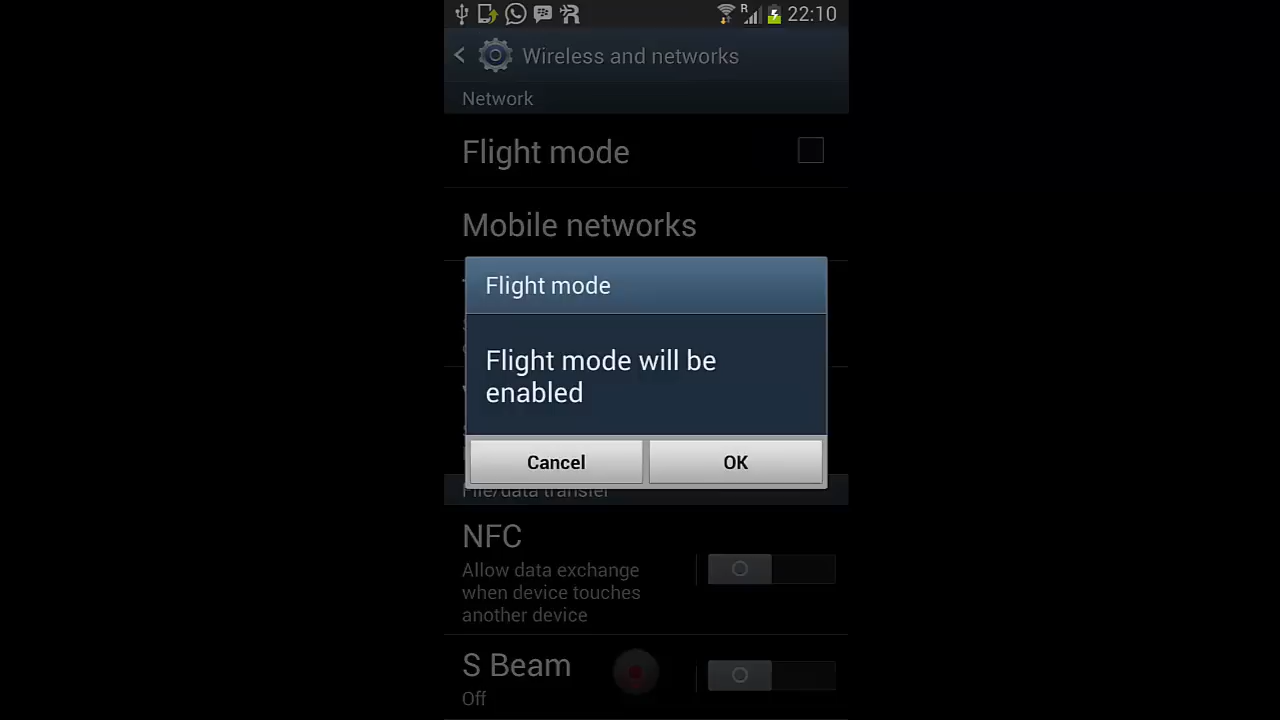 R 22:10
Wireless and networks
Network
Flight mode
Mobile networks
Flight mode
Flight mode will be
enabled
Cancel
OK
File/data transfer
NFC
Allow data exchange
when device touches
another device
S Beam
Off